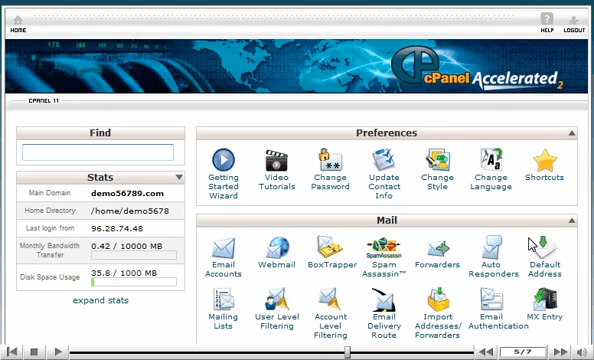 HOME
HELP
LOGOUT
cPanel Accelerated2
CPANEL 11
Find
Stats
Main Domain demo56789.com
Home Directory /home/demo5678
Last login from 96.28.74.48
Monthly Bandwidth Transfer 0.42 / 10000 MB
Disk Space Usage 35.8 / 1000 MB
expand stats
Preferences
Getting Started Wizard
Video Tutorials
Change Password
Update Contact Info
Change Style
Change Language
Shortcuts
Mail
Email Accounts
Webmail
BoxTrapper
SpamAssassin
Spam Assassin™
Forwarders
Auto Responders
Default Address
Mailing Lists
User Level Filtering
Account Level Filtering
Email Delivery Route
Import Addresses/ Forwarders
Email Authentication
MX Entry
5/7